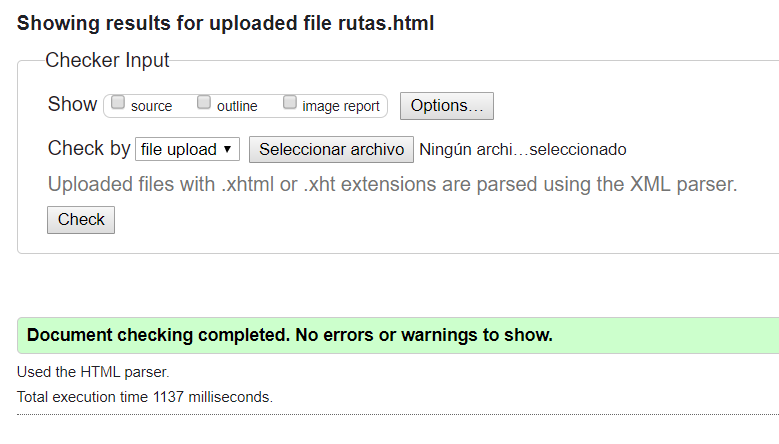 Showing results for uploaded file rutas.html
Checker Input
Show source outline image report Options...
Check by file upload Seleccionar archivo Ningún archi...seleccionado
Uploaded files with .xhtml or .xht extensions are parsed using the XML parser.
Check
Document checking completed. No errors or warnings to show.
Used the HTML parser.
Total execution time 1137 milliseconds.